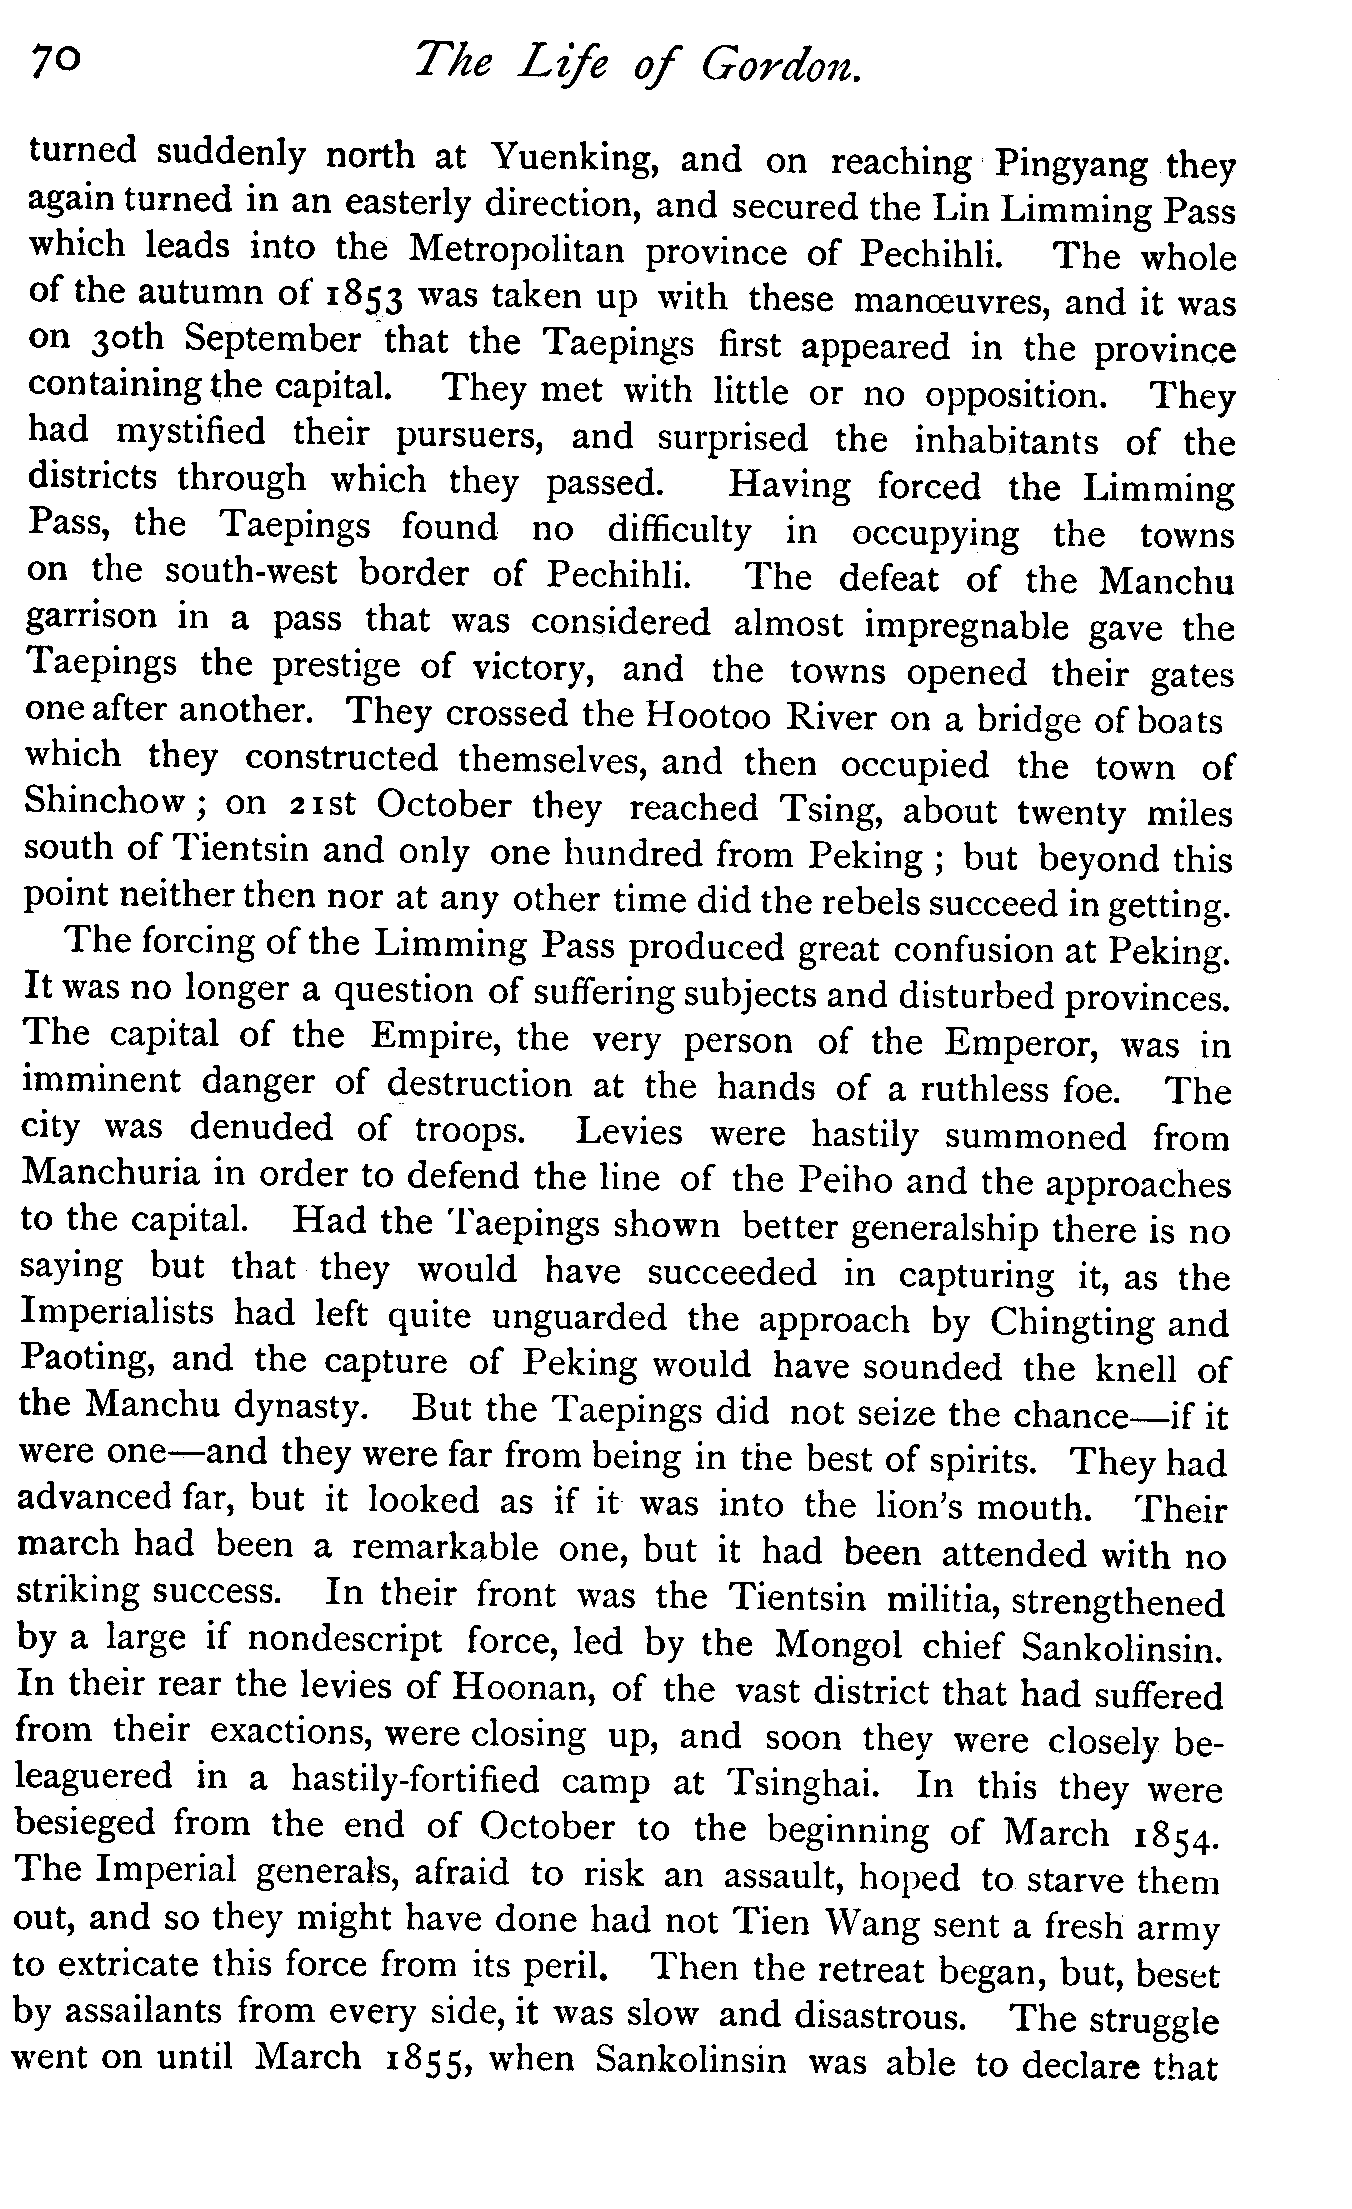 70 The Life of Gordon.
turned suddenly north at Yuenking, and on reaching Pingyang they
again turned in an easterly direction, and secured the Lin Limming Pass
which leads into the Metropolitan province of Pechihli. The whole
of the autumn of 1853 was taken up with these manœuvres, and it was
on 30th September that the Taepings first appeared in the province
containing the capital. They met with little or no opposition. They
had mystified their pursuers, and surprised the inhabitants of the
districts through which they passed. Having forced the Limming
Pass, the Taepings found no difficulty in occupying the towns
on the south-west border of Pechihli. The defeat of the Manchu
garrison in a pass that was considered almost impregnable gave the
Taepings the prestige of victory, and the towns opened their gates
one after another. They crossed the Hootoo River on a bridge of boats
which they constructed themselves, and then occupied the town of
Shinchow ; on 21st October they reached Tsing, about twenty miles
south of Tientsin and only one hundred from Peking ; but beyond this
point neither then nor at any other time did the rebels succeed in getting.
The forcing of the Limming Pass produced great confusion at Peking.
It was no longer a question of suffering subjects and disturbed provinces.
The capital of the Empire, the very person of the Emperor, was in
imminent danger of destruction at the hands of a ruthless foe. The
city was denuded of troops. Levies were hastily summoned from
Manchuria in order to defend the line of the Peiho and the approaches
to the capital. Had the Taepings shown better generalship there is no
saying but that they would have succeeded in capturing it, as the
Imperialists had left quite unguarded the approach by Chingting and
Paoting, and the capture of Peking would have sounded the knell of
the Manchu dynasty. But the Taepings did not seize the chance—if it
were one—and they were far from being in the best of spirits. They had
advanced far, but it looked as if it was into the lion's mouth. Their
march had been a remarkable one, but it had been attended with no
striking success. In their front was the Tientsin militia, strengthened
by a large if nondescript force, led by the Mongol chief Sankolinsin.
In their rear the levies of Hoonan, of the vast district that had suffered
from their exactions, were closing up, and soon they were closely be-
leaguered in a hastily-fortified camp at Tsinghai. In this they were
besieged from the end of October to the beginning of March 1854.
The Imperial generals, afraid to risk an assault, hoped to starve them
out, and so they might have done had not Tien Wang sent a fresh army
to extricate this force from its peril. Then the retreat began, but, beset
by assailants from every side, it was slow and disastrous. The struggle
went on until March 1855, when Sankolinsin was able to declare that